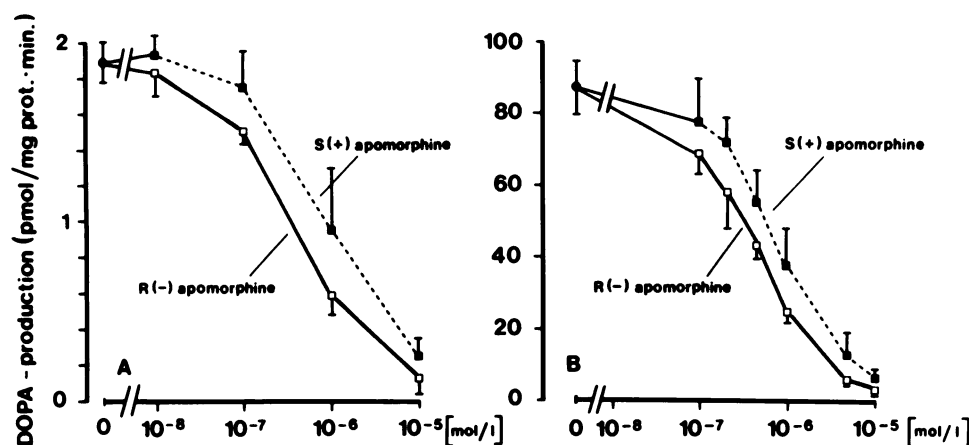 DOPA - production (pmol/mg prot. · min.)
2
1
0
S(+) apomorphine
R(-) apomorphine
A
0 10⁻⁸ 10⁻⁷ 10⁻⁶ 10⁻⁵ [mol/l]
100
80
60
40
20
0
S(+) apomorphine
R(-) apomorphine
B
0 10⁻⁸ 10⁻⁷ 10⁻⁶ 10⁻⁵ [mol/l]